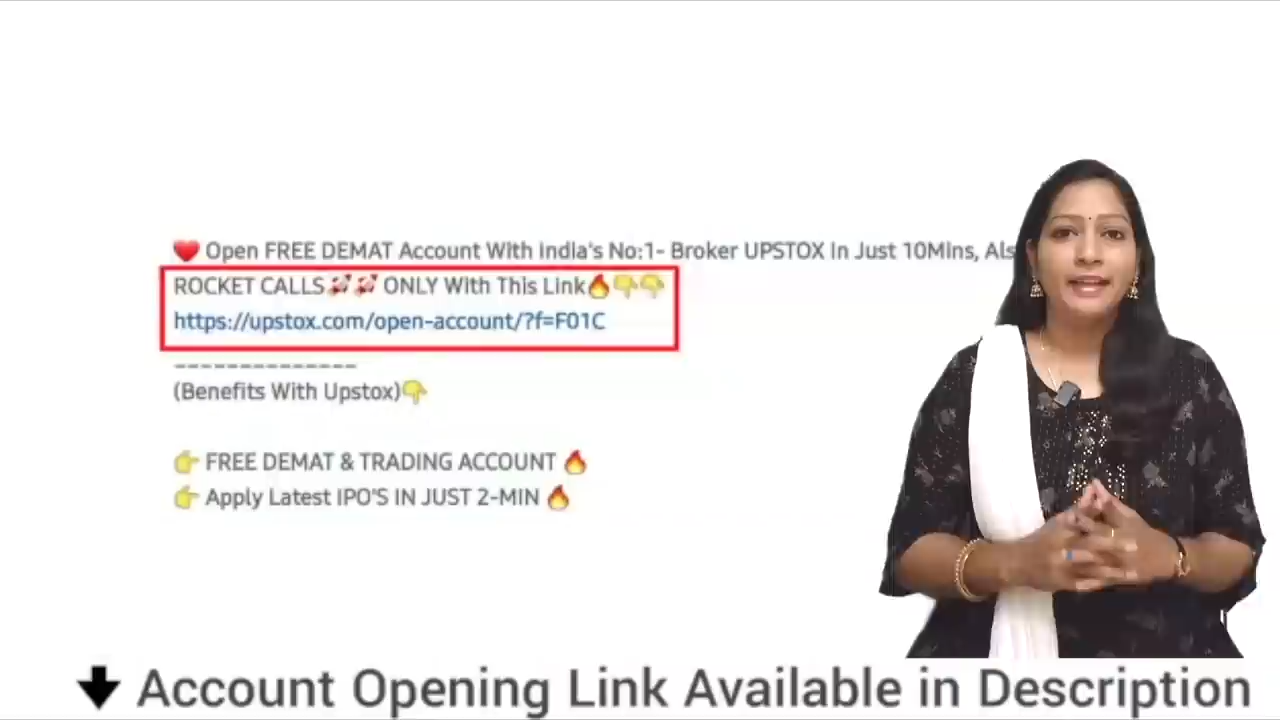 ❤️ Open FREE DEMAT Account With India's No:1- Broker UPSTOX In Just 10Mins, Als
ROCKET CALLS🚀🚀 ONLY With This Link🔥👇👇
https://upstox.com/open-account/?f=F01C
--------------
(Benefits With Upstox)👇
👉 FREE DEMAT & TRADING ACCOUNT 🔥
👉 Apply Latest IPO'S IN JUST 2-MIN 🔥
⬇ Account Opening Link Available in Description